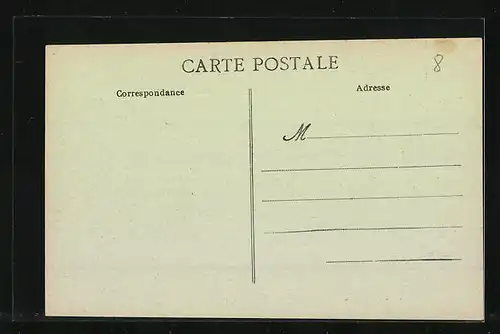 CARTE POSTALE
8
Correspondance
Adresse
M